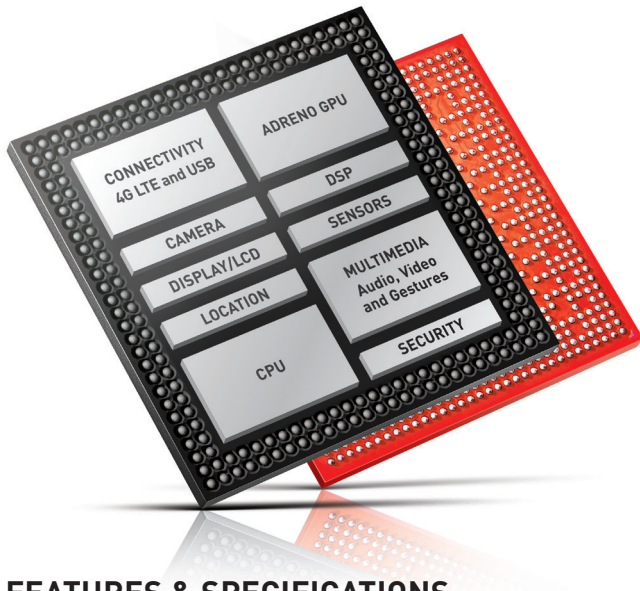 CONNECTIVITY
4G LTE and USB
ADRENO GPU
CAMERA
DSP
DISPLAY/LCD
SENSORS
LOCATION
MULTIMEDIA
Audio, Video
and Gestures
CPU
SECURITY
FEATURES & SPECIFICATIONS